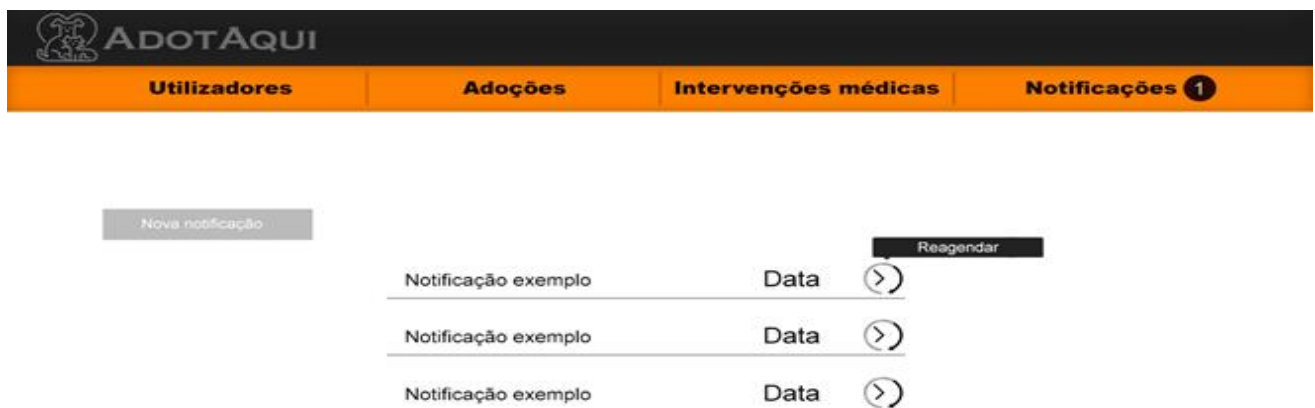 ADOTAQUI
Utilizadores Adoções Intervenções médicas Notificações 1
Nova notificação
Reagendar
Notificação exemplo Data
Notificação exemplo Data
Notificação exemplo Data